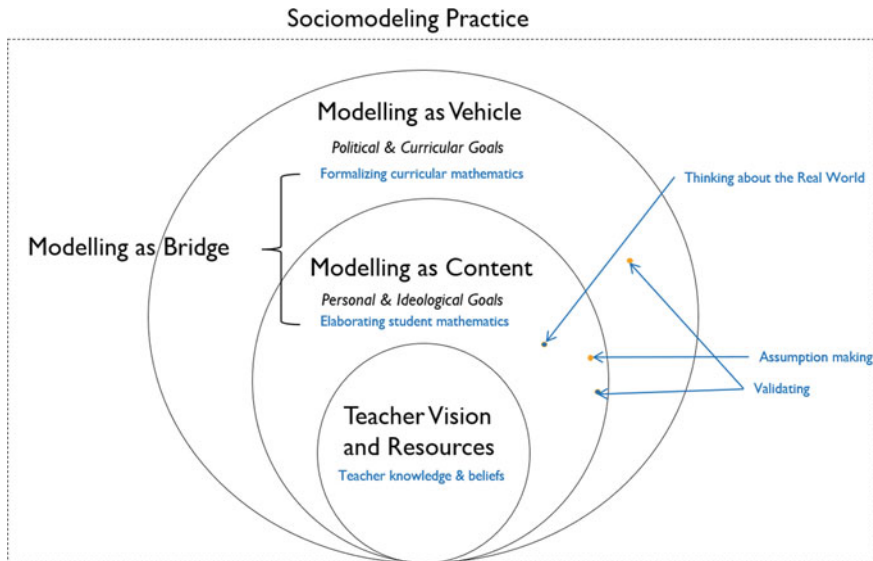 Sociomodeling Practice
Modelling as Vehicle
Political & Curricular Goals
Formalizing curricular mathematics
Thinking about the Real World
Modelling as Bridge
Modelling as Content
Personal & Ideological Goals
Elaborating student mathematics
Assumption making
Validating
Teacher Vision
and Resources
Teacher knowledge & beliefs